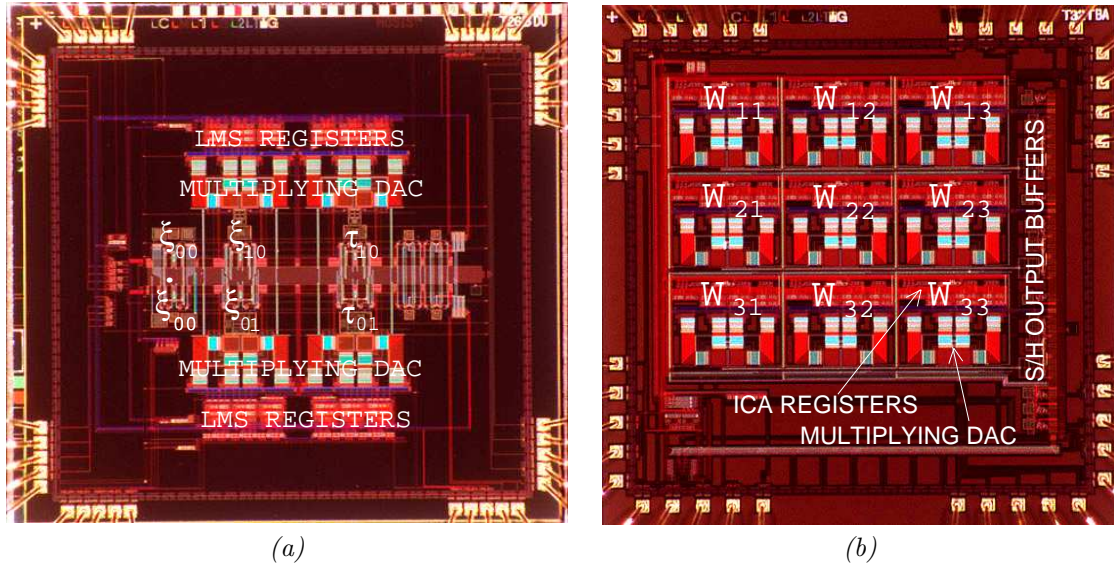 T26SDU
LMS REGISTERS
MULTIPLYING DAC
ξ̇00 ξ10 τ10
ξ00 ξ01 τ01
MULTIPLYING DAC
LMS REGISTERS
(a)
W11 W12 W13
W21 W22 W23
W31 W32 W33
S/H OUTPUT BUFFERS
ICA REGISTERS
MULTIPLYING DAC
(b)